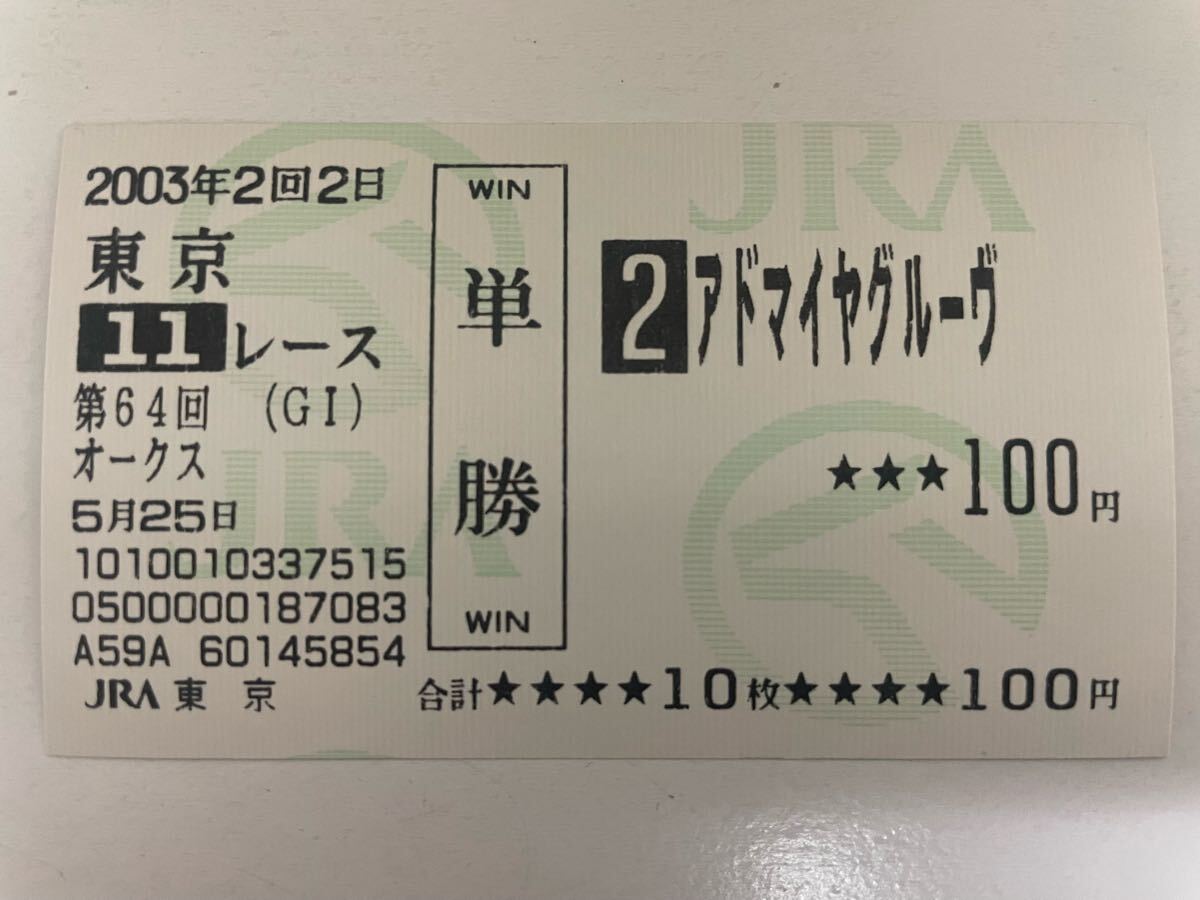 2003年2回2日
東京
11レース
第64回 (GI)
オークス
5月25日
1010010337515
0500000187083
A59A 60145854
JRA 東京
WIN
単勝
WIN
JRA
2 アドマイヤグルーヴ
★★★100円
JRA
合計★★★★10枚★★★★100円